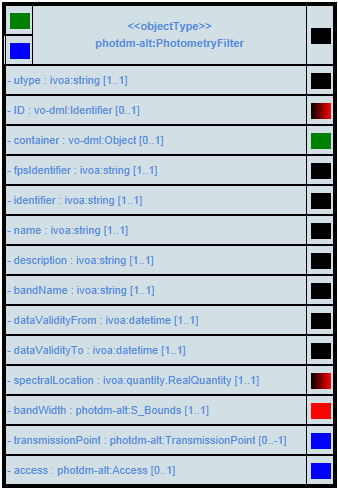 <<objectType>>
photdm-alt:PhotometryFilter
- utype : ivoa:string [1..1]
- ID : vo-dml:Identifier [0..1]
- container : vo-dml:Object [0..1]
- fpsIdentifier : ivoa:string [1..1]
- identifier : ivoa:string [1..1]
- name : ivoa:string [1..1]
- description : ivoa:string [1..1]
- bandName : ivoa:string [1..1]
- dataValidityFrom : ivoa:datetime [1..1]
- dataValidityTo : ivoa:datetime [1..1]
- spectralLocation : ivoa:quantity.RealQuantity [1..1]
- bandWidth : photdm-alt:S_Bounds [1..1]
- transmissionPoint : photdm-alt:TransmissionPoint [0..-1]
- access : photdm-alt:Access [0..1]